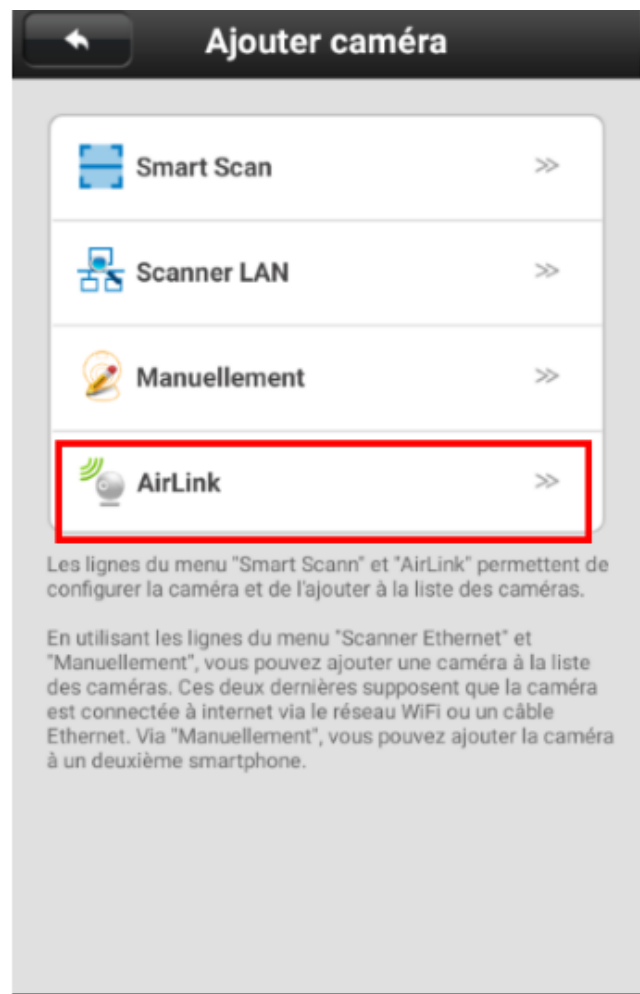 Ajouter caméra
Smart Scan
Scanner LAN
Manuellement
AirLink
Les lignes du menu "Smart Scann" et "AirLink" permettent de
configurer la caméra et de l'ajouter à la liste des caméras.
En utilisant les lignes du menu "Scanner Ethernet" et
"Manuellement", vous pouvez ajouter une caméra à la liste
des caméras. Ces deux dernières supposent que la caméra
est connectée à internet via le réseau WiFi ou un câble
Ethernet. Via "Manuellement", vous pouvez ajouter la caméra
à un deuxième smartphone.